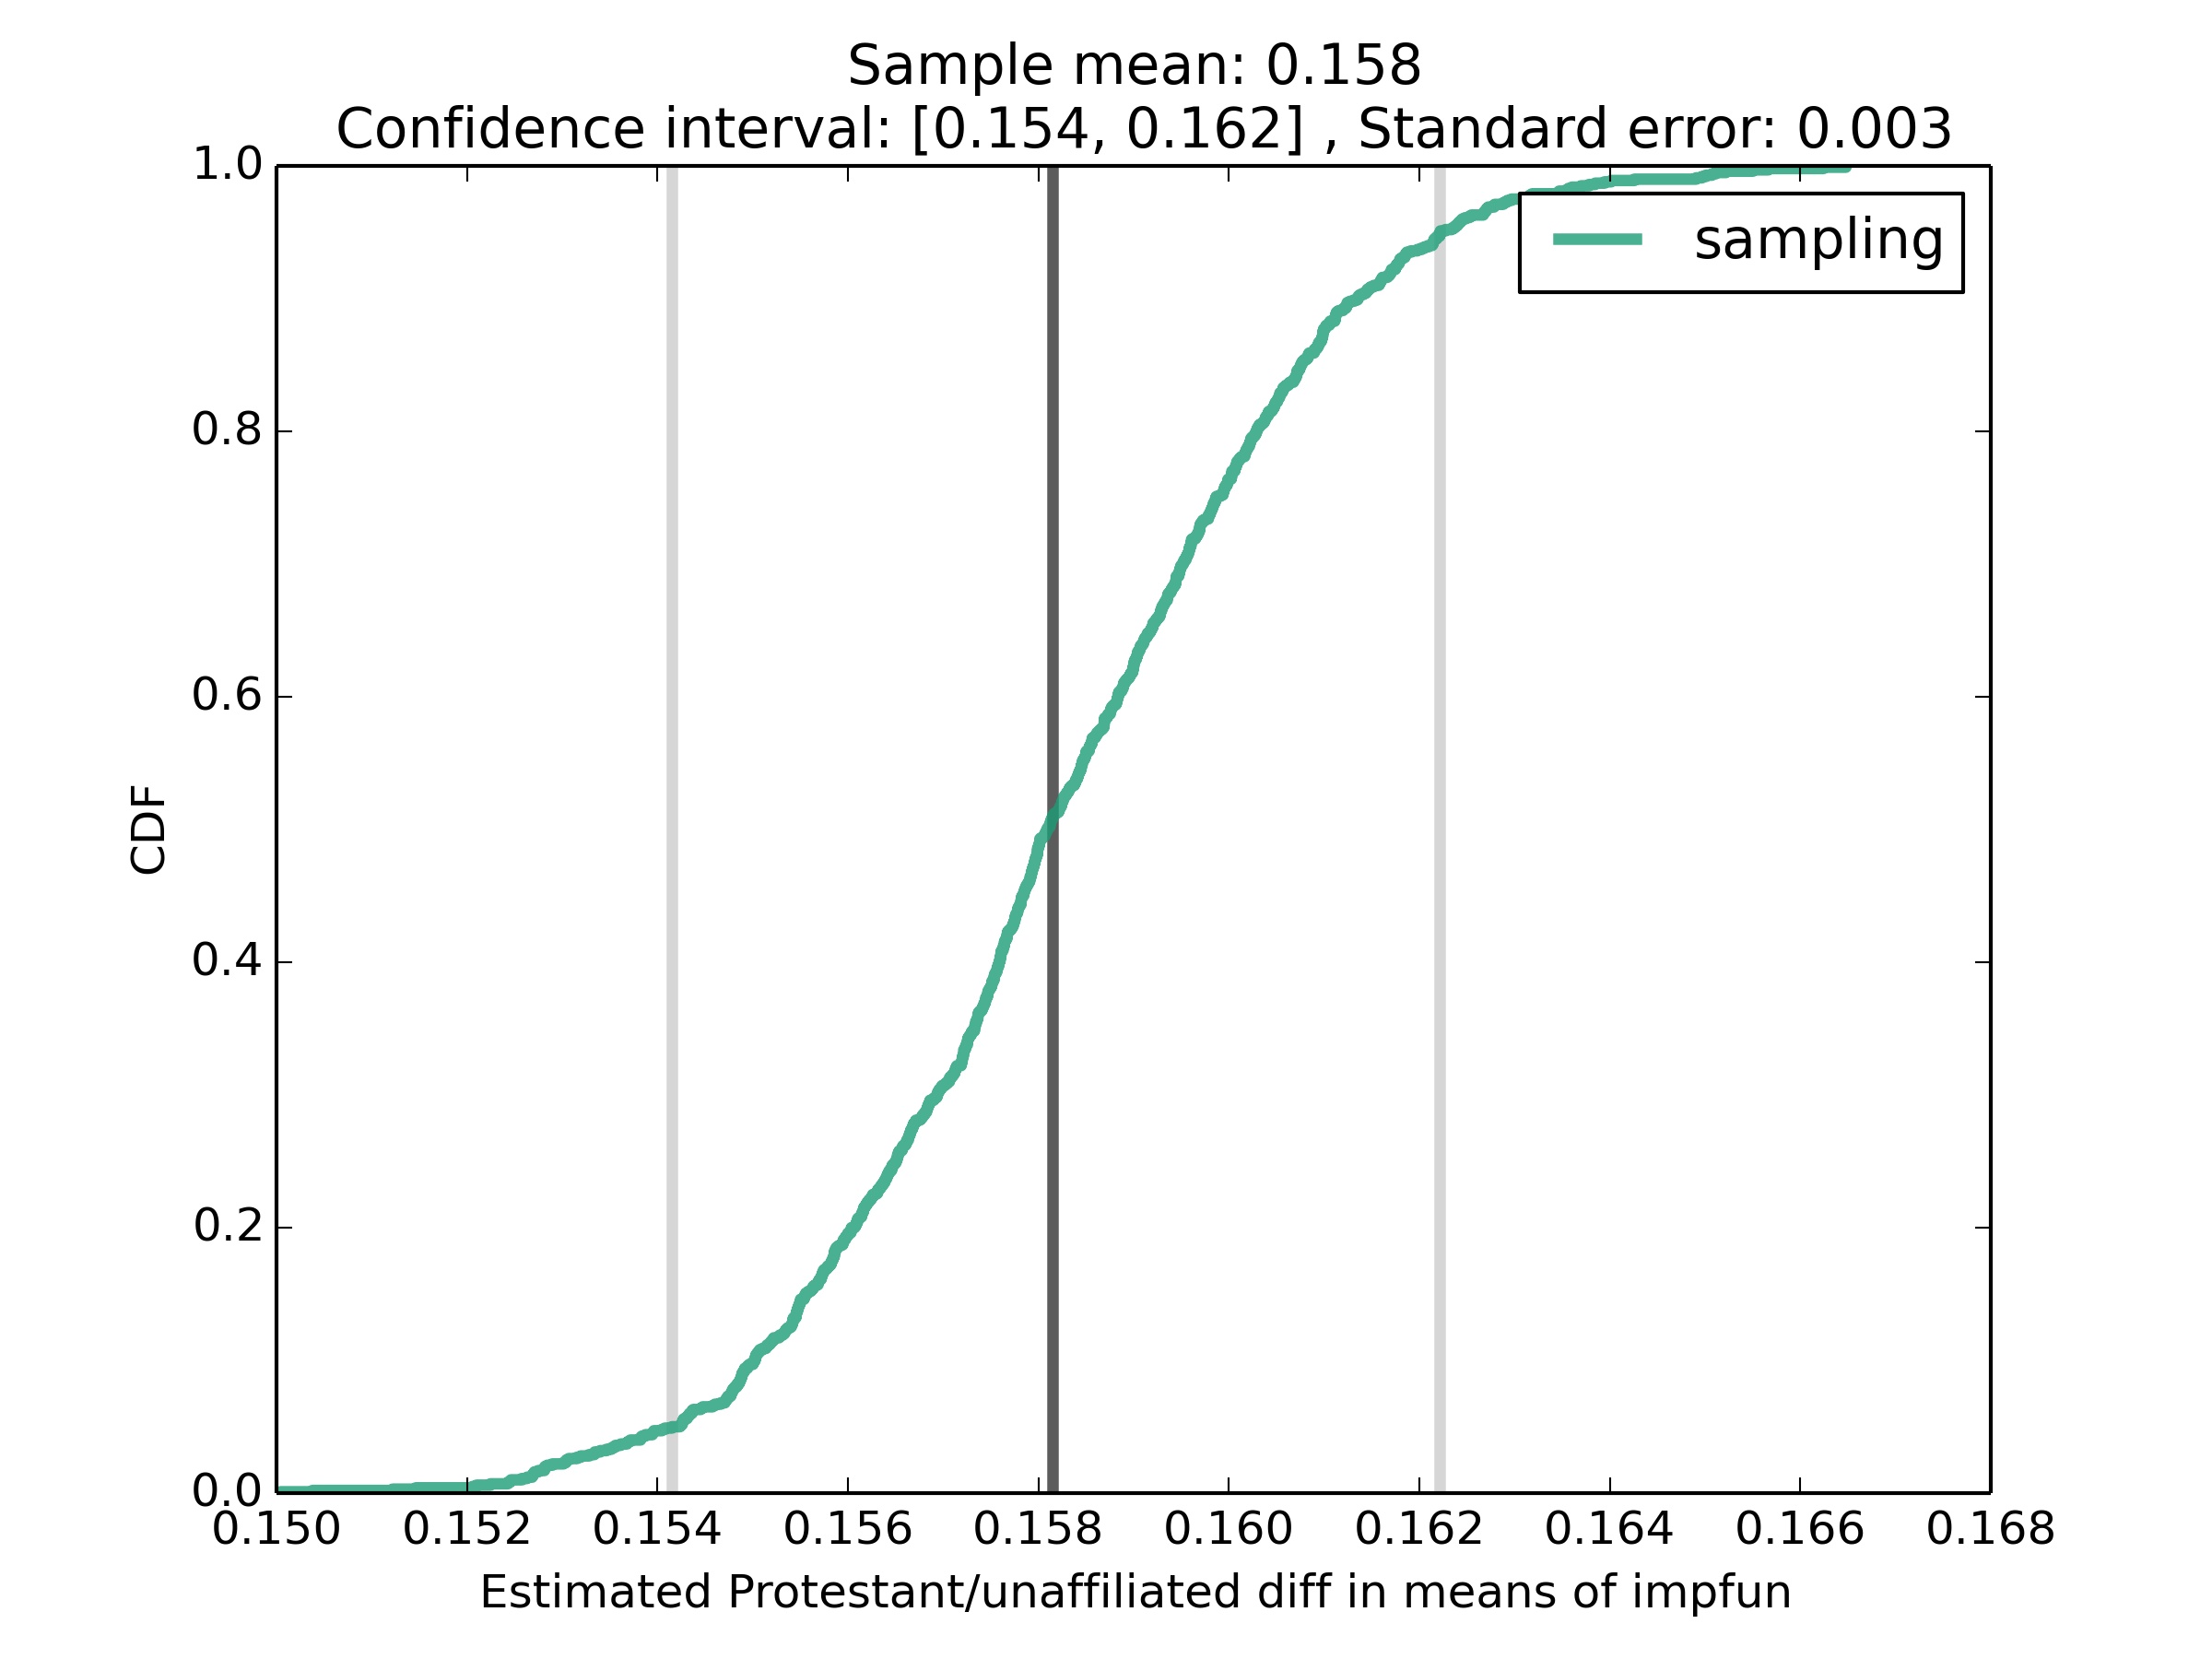 Sample mean: 0.158
Confidence interval: [0.154, 0.162] , Standard error: 0.003
1.0
sampling
0.8
0.6
CDF
0.4
0.2
0.0
0.150 0.152 0.154 0.156 0.158 0.160 0.162 0.164 0.166 0.168
Estimated Protestant/unaffiliated diff in means of impfun